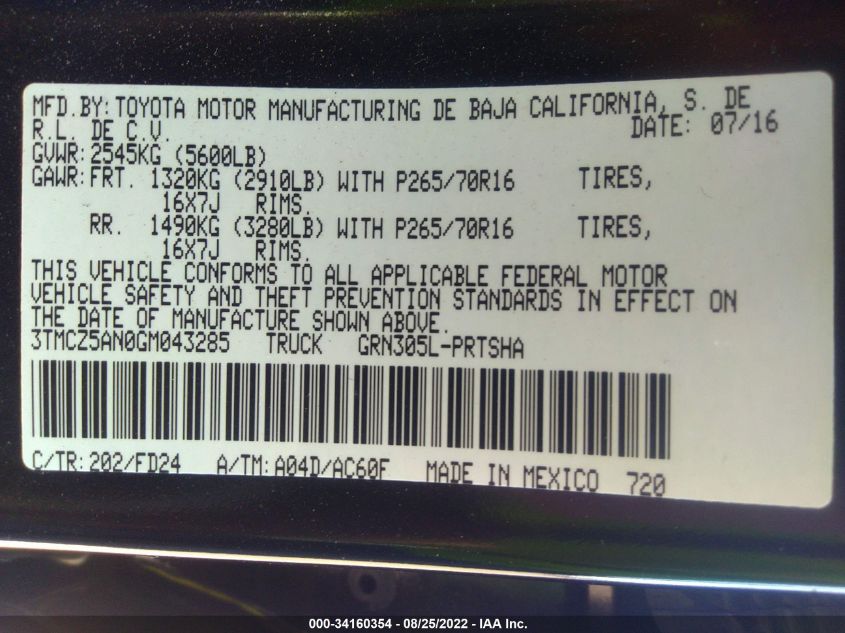 MFD.BY:TOYOTA MOTOR MANUFACTURING DE BAJA CALIFORNIA, S. DE
R.L. DE C.V. DATE: 07/16
GVWR:2545KG (5600LB)
GAWR:FRT. 1320KG (2910LB) WITH P265/70R16 TIRES,
16X7J RIMS.
RR. 1490KG (3280LB) WITH P265/70R16 TIRES,
16X7J RIMS.
THIS VEHICLE CONFORMS TO ALL APPLICABLE FEDERAL MOTOR
VEHICLE SAFETY AND THEFT PREVENTION STANDARDS IN EFFECT ON
THE DATE OF MANUFACTURE SHOWN ABOVE.
3TMCZ5AN0GM043285 TRUCK GRN305L-PRTSHA
C/TR:202/FD24 A/TM:A04D/AC60F MADE IN MEXICO 720
000-34160354 - 08/25/2022 - IAA Inc.